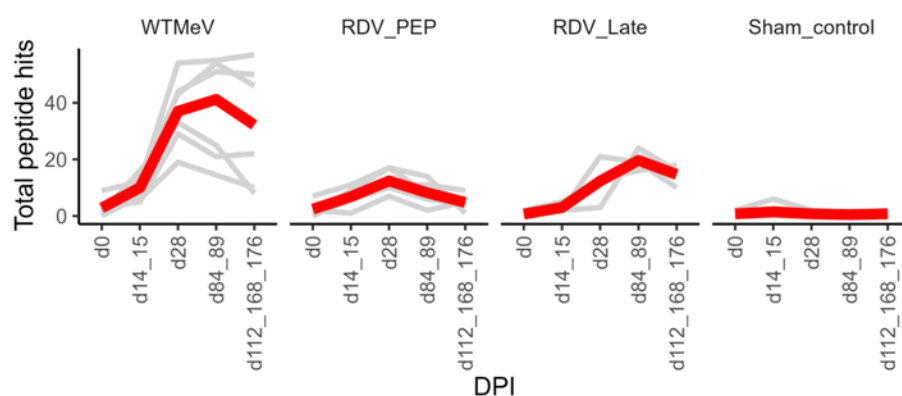 WTMeV RDV_PEP RDV_Late Sham_control
Total peptide hits
40
20
0
d0 d14_15 d28 d84_89 d112_168_176 d0 d14_15 d28 d84_89 d112_168_176 d0 d14_15 d28 d84_89 d112_168_176 d0 d14_15 d28 d84_89 d112_168_176
DPI